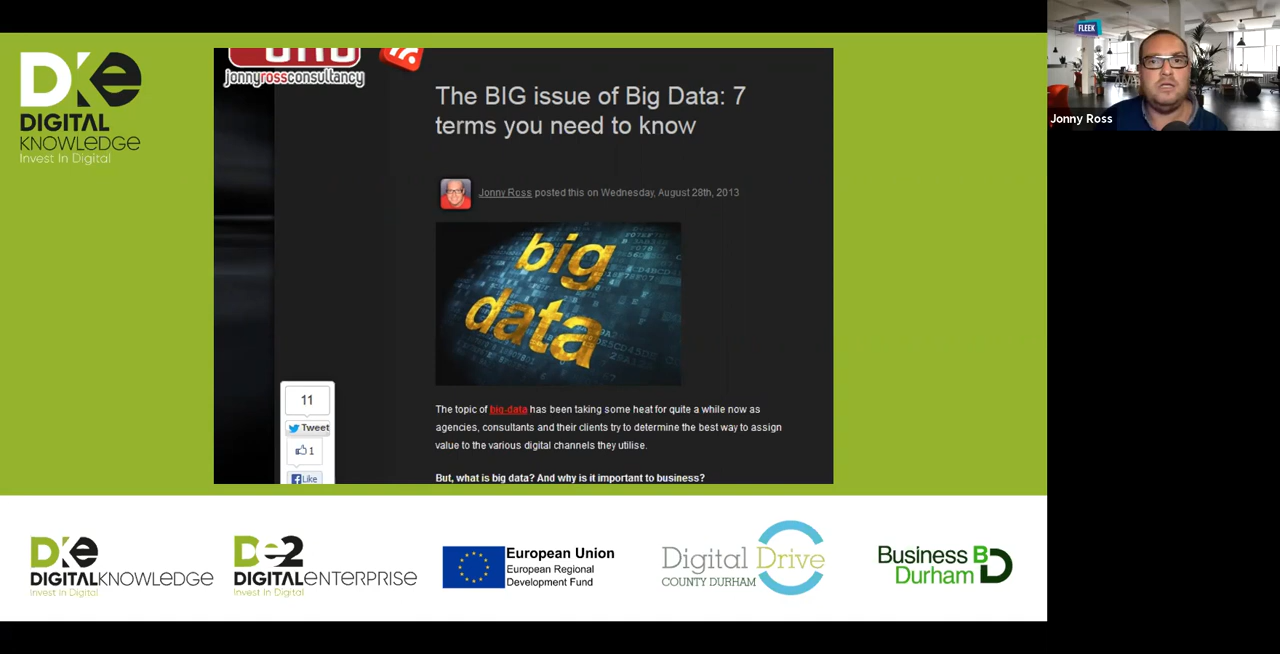 DKe
DIGITAL
KNOWLEDGE
Invest In Digital
jonnyrossconsultancy
The BIG issue of Big Data: 7
terms you need to know
Jonny Ross posted this on Wednesday, August 28th, 2013
big
data
The topic of big-data has been taking some heat for quite a while now as
agencies, consultants and their clients try to determine the best way to assign
value to the various digital channels they utilise.
But, what is big data? And why is it important to business?
11
Tweet
1
Like
FLEEK
Jonny Ross
DKe
DIGITALKNOWLEDGE
Invest In Digital
De2
DIGITALENTERPRISE
Invest In Digital
European Union
European Regional
Development Fund
Digital Drive
COUNTY DURHAM
Business
Durham
BD